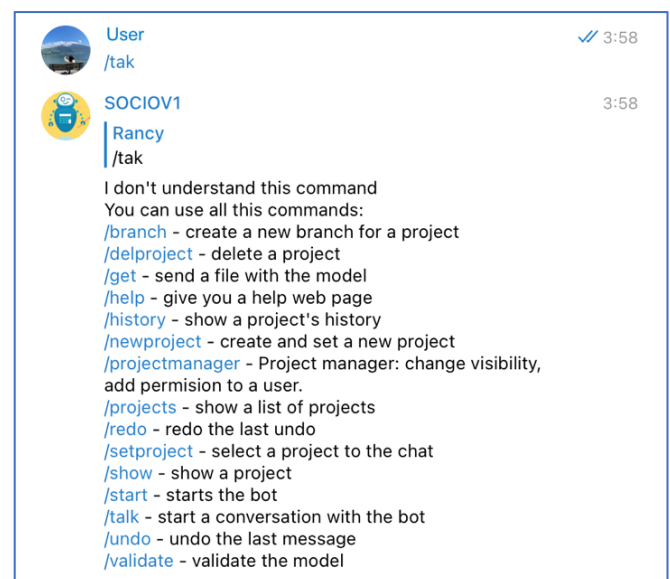 User
3:58
/tak
SOCIOV1
3:58
Rancy
/tak
I don't understand this command
You can use all this commands:
/branch - create a new branch for a project
/delproject - delete a project
/get - send a file with the model
/help - give you a help web page
/history - show a project's history
/newproject - create and set a new project
/projectmanager - Project manager: change visibility,
add permision to a user.
/projects - show a list of projects
/redo - redo the last undo
/setproject - select a project to the chat
/show - show a project
/start - starts the bot
/talk - start a conversation with the bot
/undo - undo the last message
/validate - validate the model